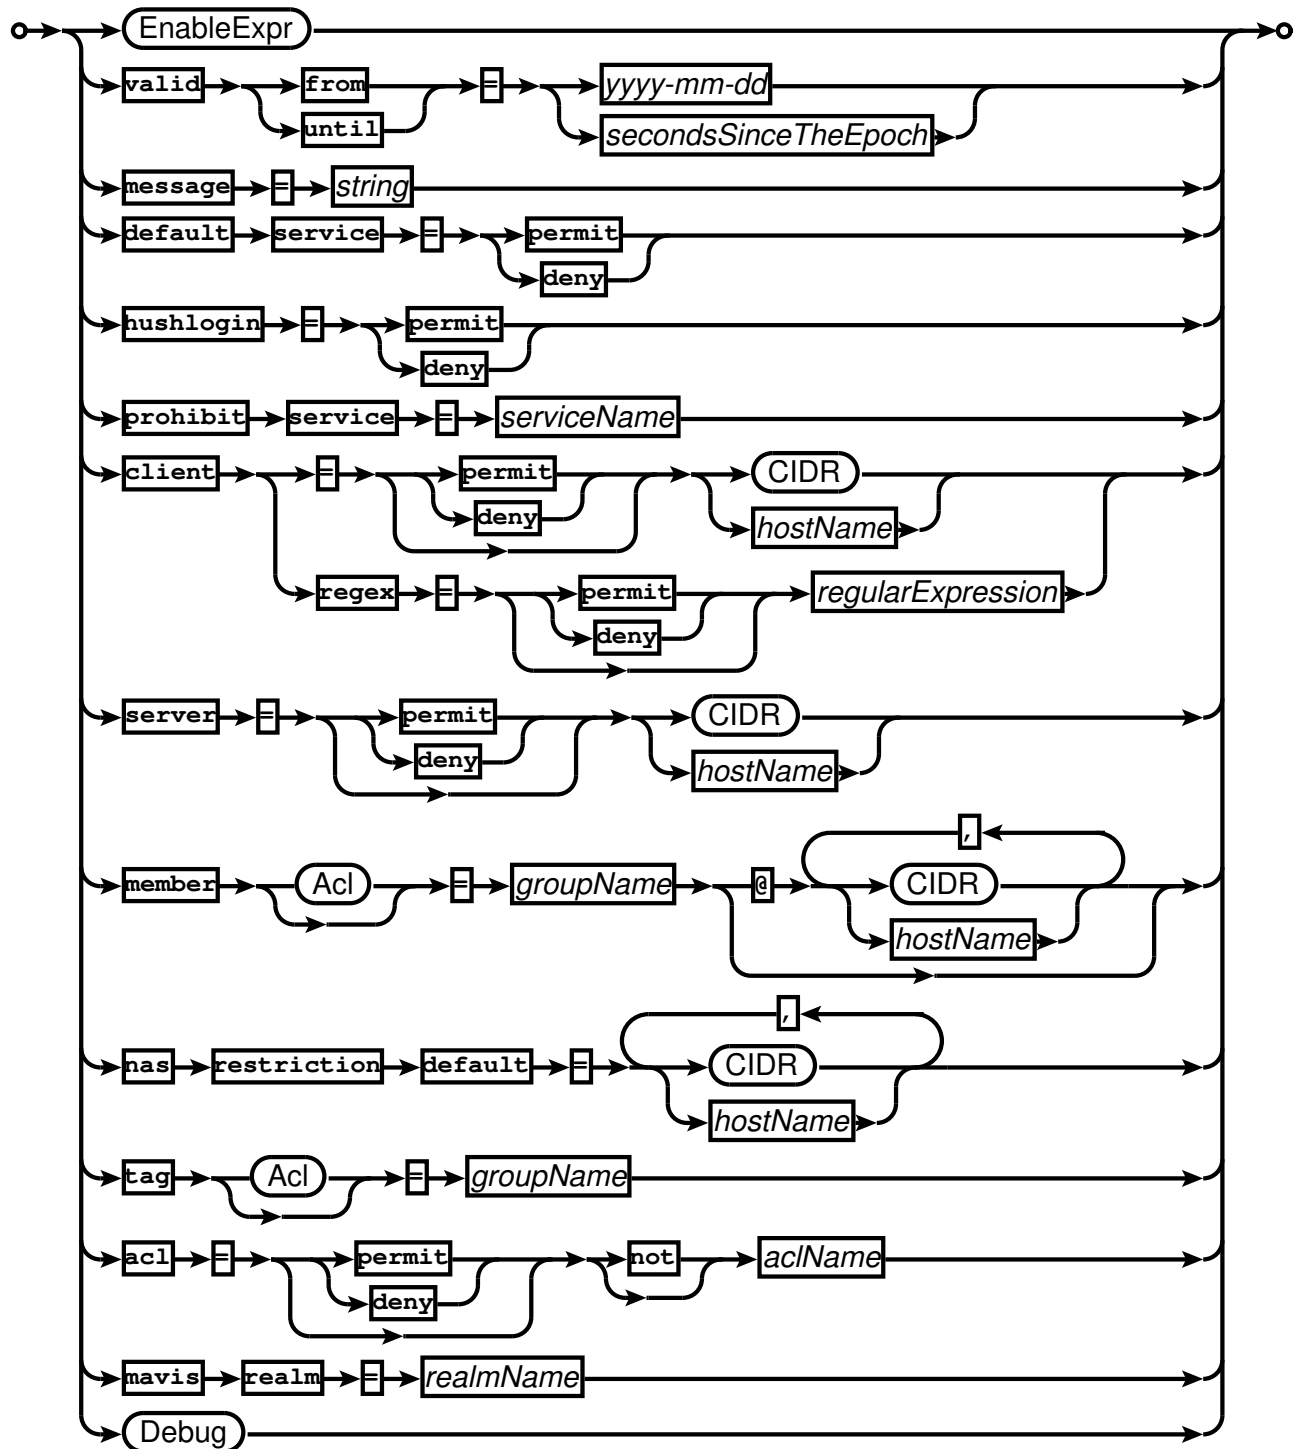 EnableExpr
valid from = yyyy-mm-dd
until secondsSinceTheEpoch
message = string
default service = permit
deny
hushlogin = permit
deny
prohibit service = serviceName
client = permit CIDR
deny hostName
regex = permit regularExpression
deny
server = permit CIDR
deny hostName
,
member Acl = groupName @ CIDR
hostName
,
nas restriction default = CIDR
hostName
tag Acl = groupName
acl = permit not aclName
deny
mavis realm = realmName
Debug